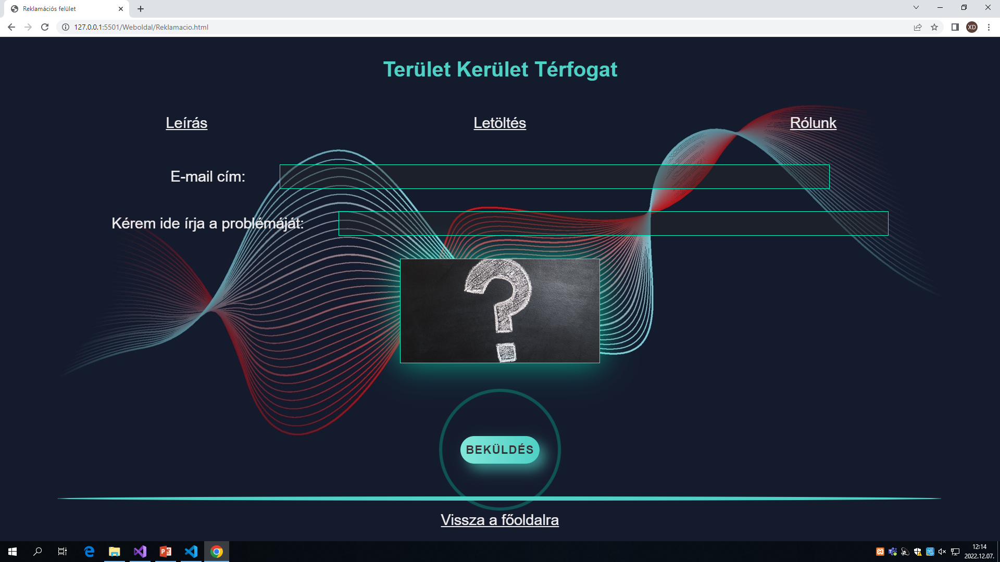 Reklamációs felület
127.0.0.1:5501/Weboldal/Reklamacio.html
XD
Terület Kerület Térfogat
Leírás Letöltés Rólunk
E-mail cím:
Kérem ide írja a problémáját:
?
BEKÜLDÉS
Vissza a főoldalra
12:14
2022.12.07.